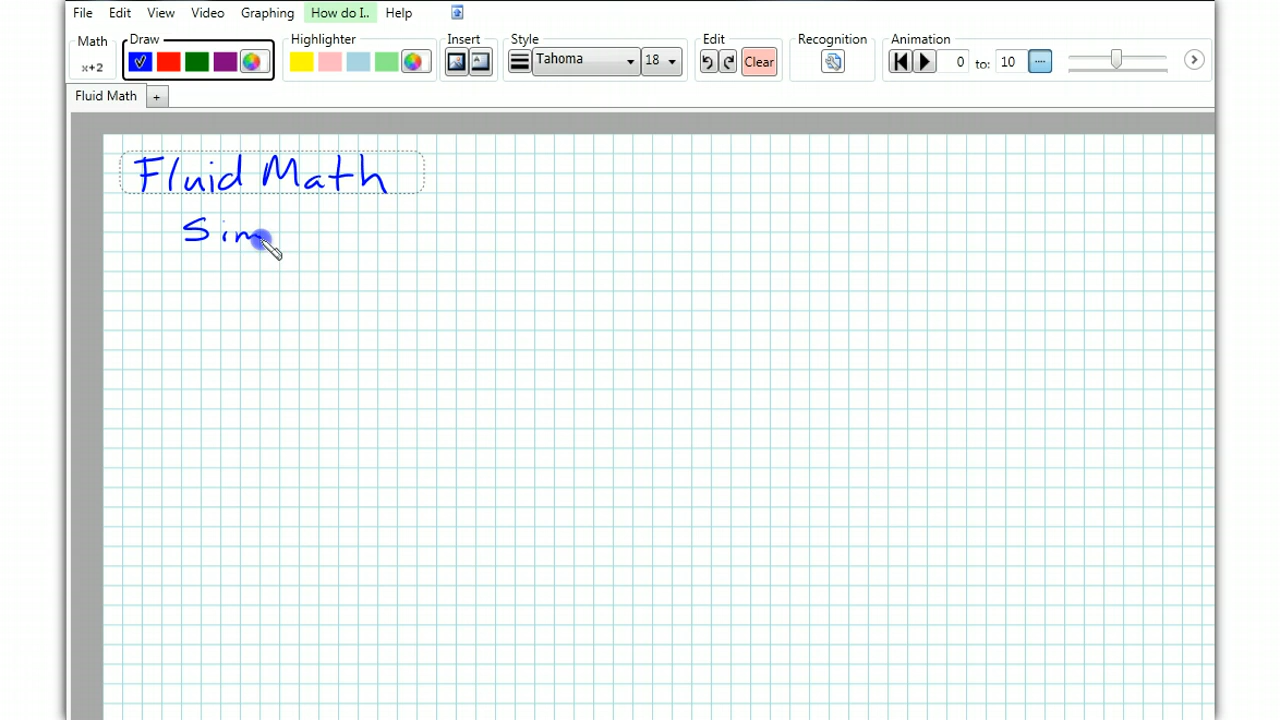 File Edit View Video Graphing How do I.. Help
Math Draw Highlighter Insert Style Edit Recognition Animation
x+2 Tahoma 18 Clear 0 to: 10
Fluid Math +
Fluid Math
Sim